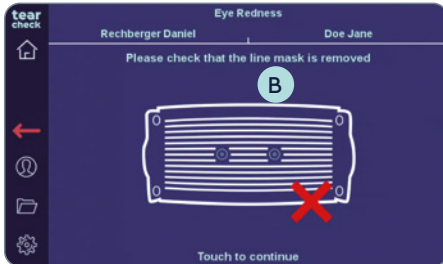 tear
check
Eye Redness
Rechberger Daniel
Doe Jane
Please check that the line mask is removed
B
Touch to continue